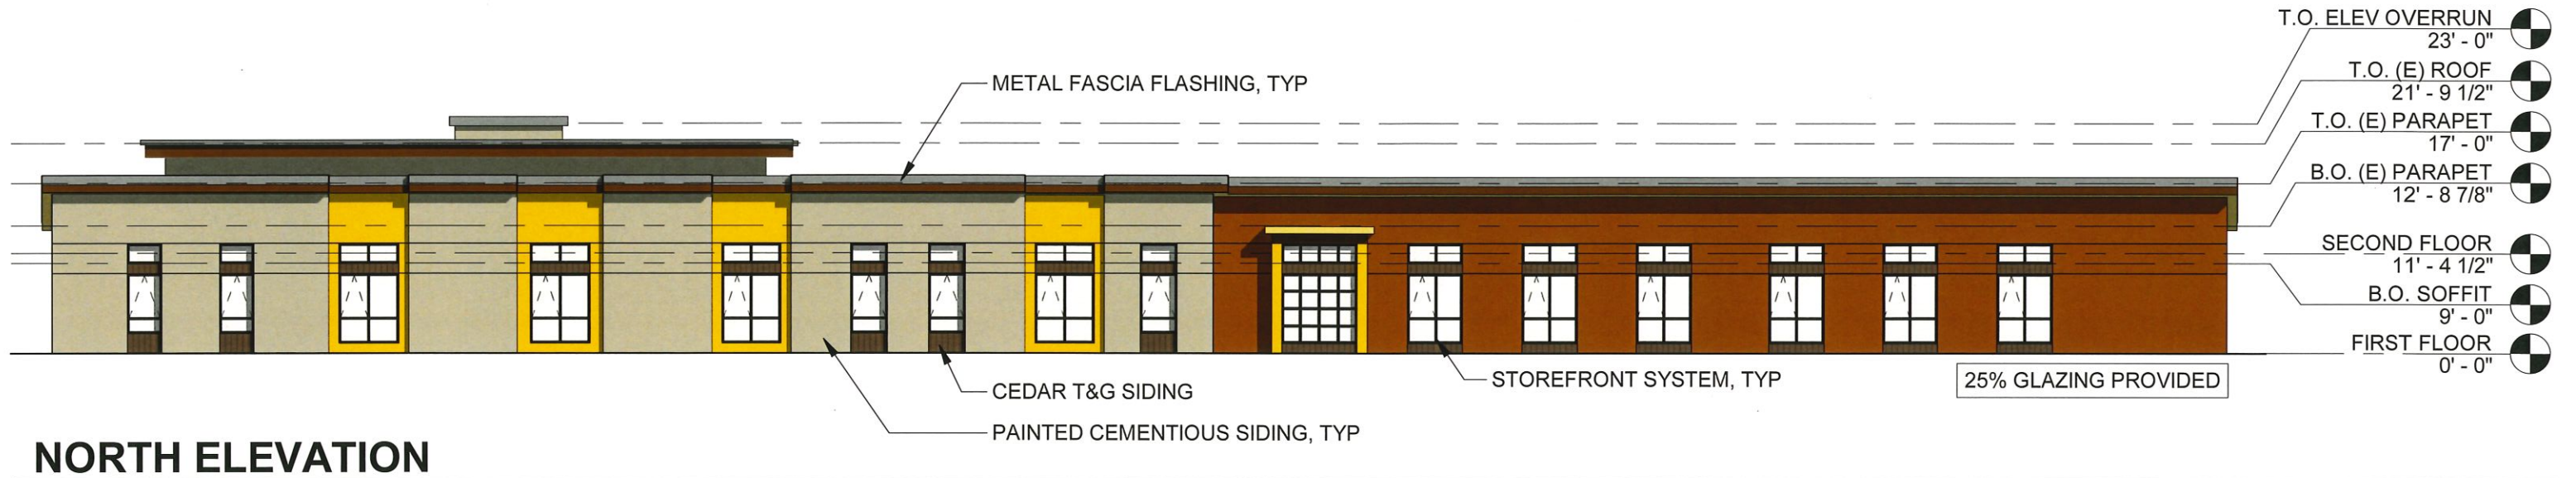 T.O. ELEV OVERRUN
23' - 0"
T.O. (E) ROOF
21' - 9 1/2"
METAL FASCIA FLASHING, TYP
T.O. (E) PARAPET
17' - 0"
B.O. (E) PARAPET
12' - 8 7/8"
SECOND FLOOR
11' - 4 1/2"
B.O. SOFFIT
9' - 0"
FIRST FLOOR
0' - 0"
STOREFRONT SYSTEM, TYP
25% GLAZING PROVIDED
CEDAR T&G SIDING
PAINTED CEMENTIOUS SIDING, TYP
NORTH ELEVATION